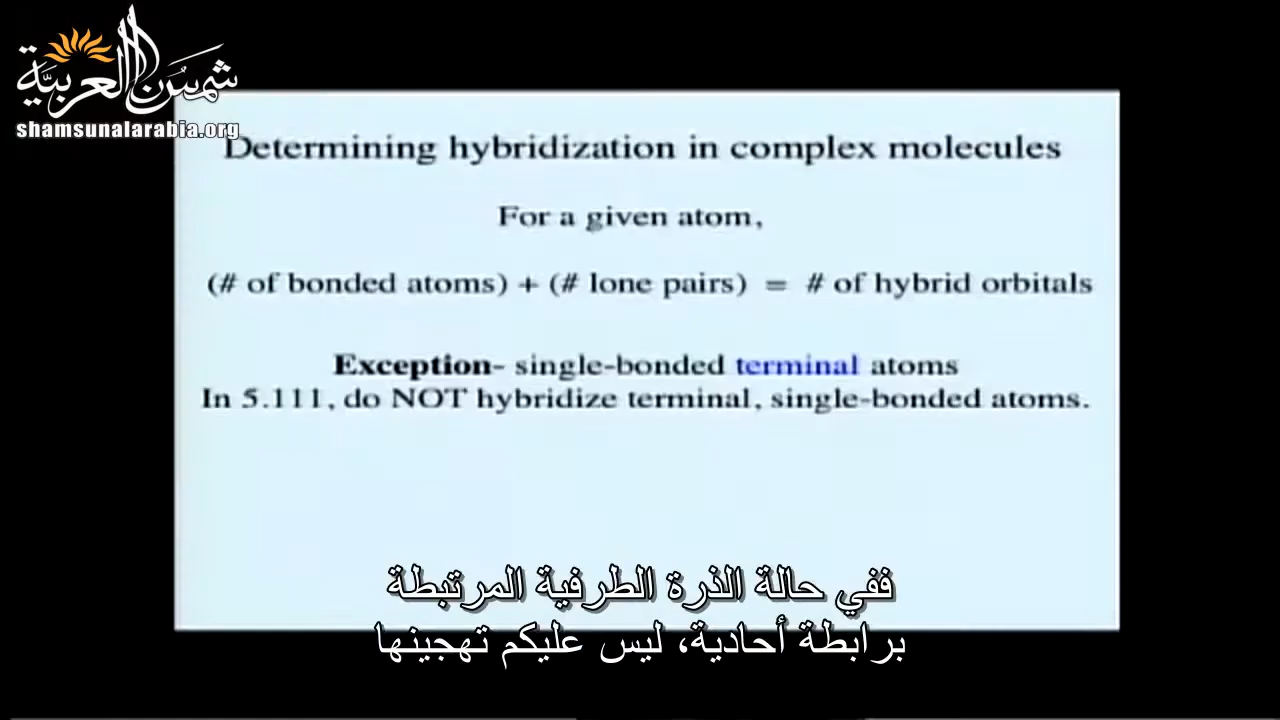 شمس العربية
shamsunalarabia.org
Determining hybridization in complex molecules
For a given atom,
(# of bonded atoms) + (# lone pairs) = # of hybrid orbitals
Exception- single-bonded terminal atoms
In 5.111, do NOT hybridize terminal, single-bonded atoms.
ففي حالة الذرة الطرفية المرتبطة
برابطة أحادية، ليس عليكم تهجينها